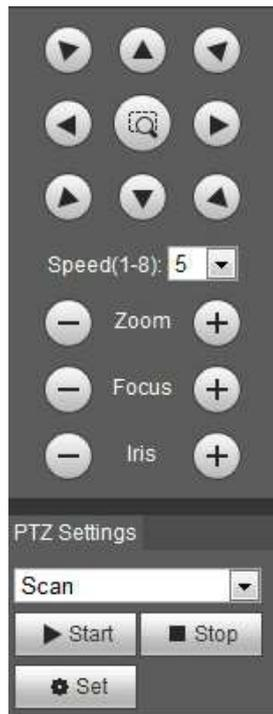 Speed(1-8): 5
Zoom
Focus
Iris
PTZ Settings
Scan
Start Stop
Set